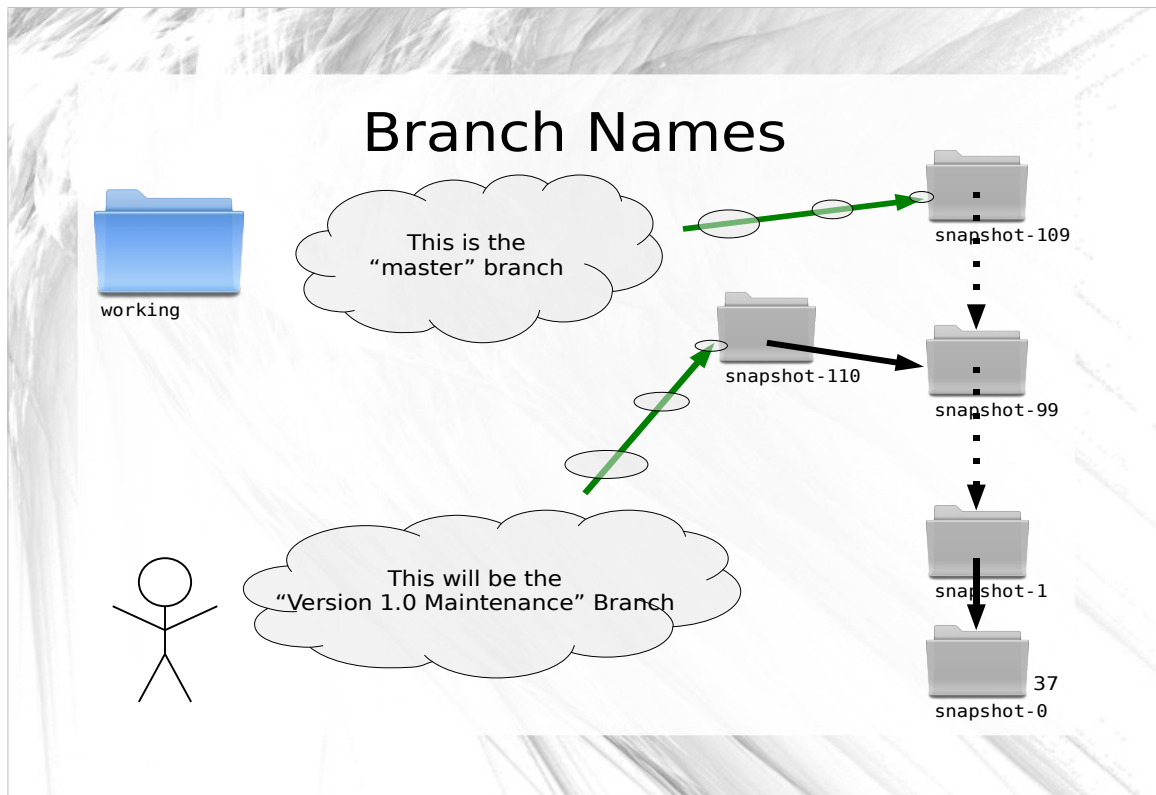 Branch Names
This is the
“master” branch
working
snapshot-109
snapshot-110
snapshot-99
This will be the
“Version 1.0 Maintenance” Branch
snapshot-1
37
snapshot-0